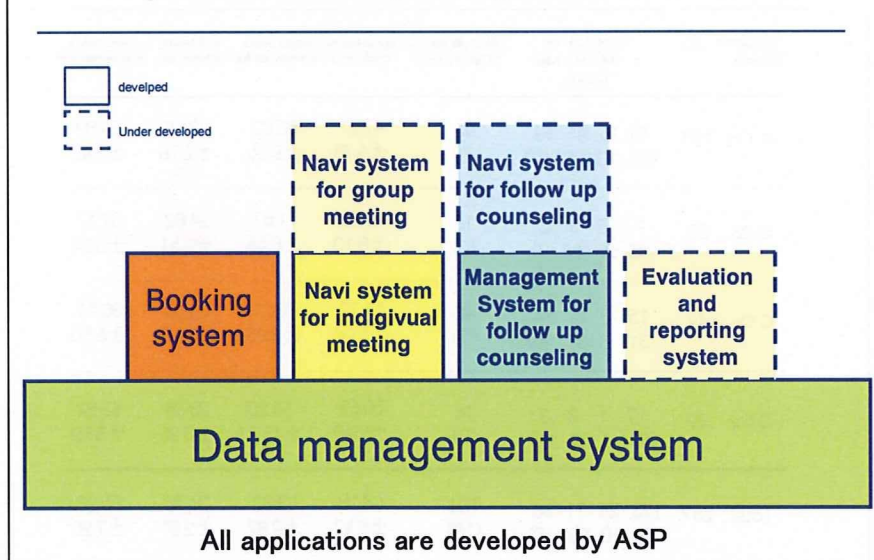 develped
Under developed
Navi system
for group
meeting
Navi system
for follow up
counseling
Booking
system
Navi system
for indigivual
meeting
Management
System for
follow up
counseling
Evaluation
and
reporting
system
Data management system
All applications are developed by ASP